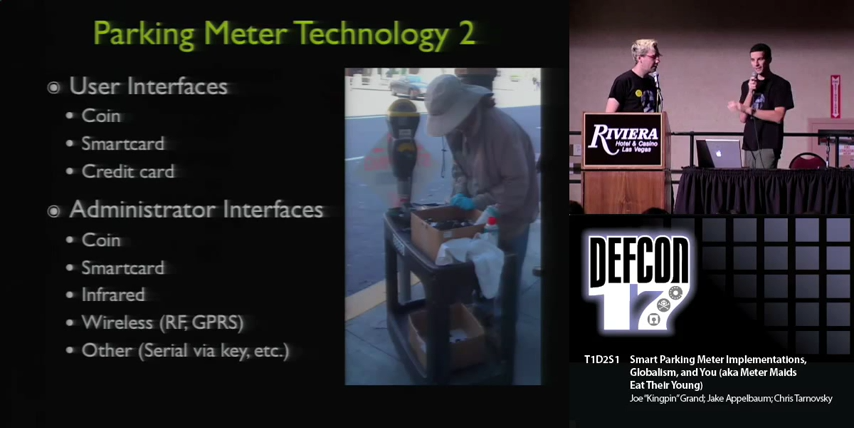 Parking Meter Technology 2
User Interfaces
Coin
Smartcard
Credit card
Administrator Interfaces
Coin
Smartcard
Infrared
Wireless (RF, GPRS)
Other (Serial via key, etc.)
RIVIERA
Hotel & Casino
Las Vegas
DEFCON
17
T1D2S1 Smart Parking Meter Implementations,
Globalism, and You (aka Meter Maids
Eat Their Young)
Joe "Kingpin" Grand; Jake Appelbaum; Chris Tarnovsky